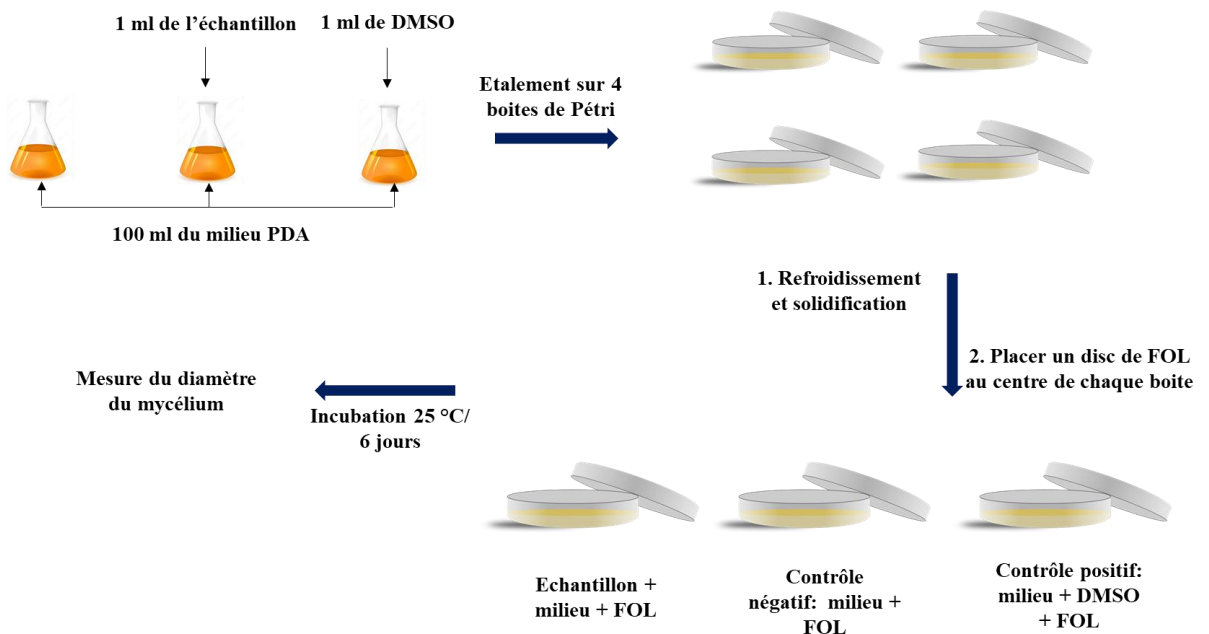 1 ml de l’échantillon
1 ml de DMSO
Etalement sur 4
boites de Pétri
100 ml du milieu PDA
1. Refroidissement
et solidification
2. Placer un disc de FOL
au centre de chaque boite
Mesure du diamètre
du mycélium
Incubation 25 °C/
6 jours
Echantillon +
milieu + FOL
Contrôle
négatif: milieu +
FOL
Contrôle positif:
milieu + DMSO
+ FOL